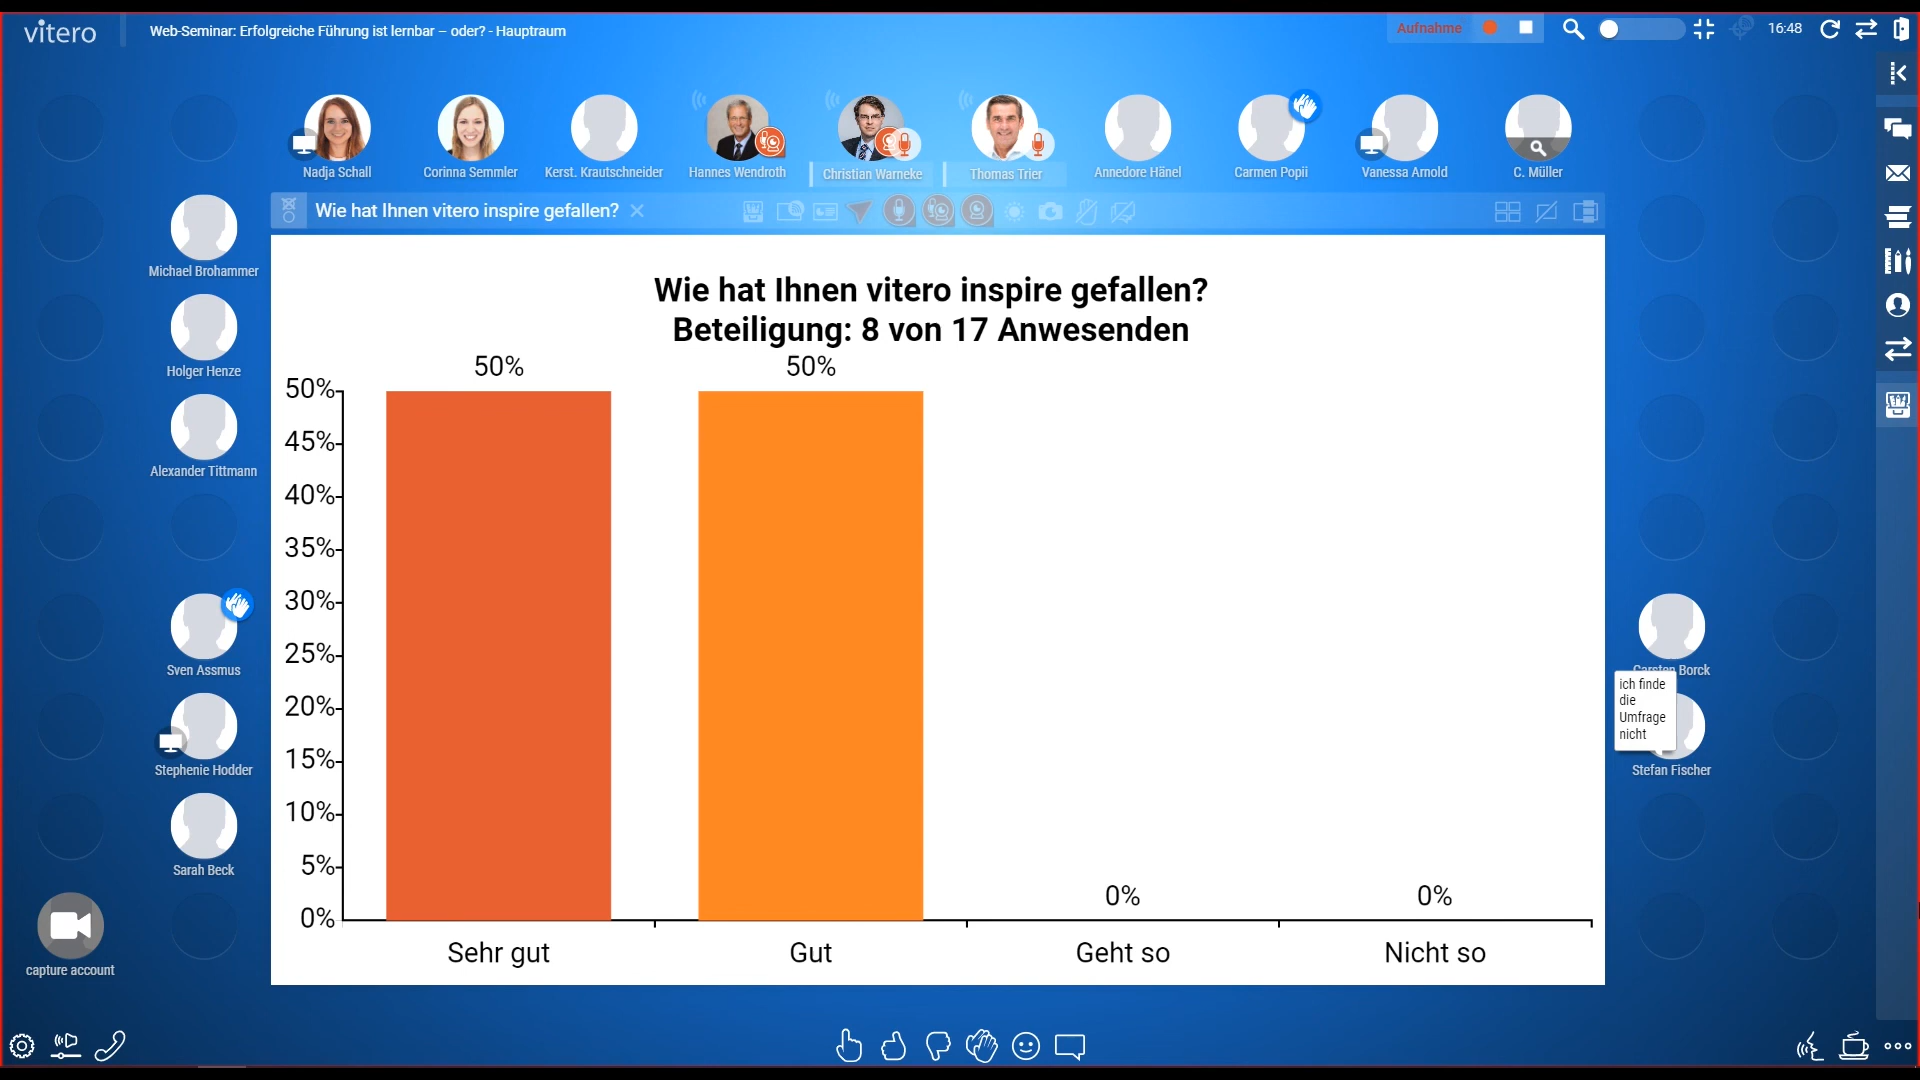 vitero
Web-Seminar: Erfolgreiche Führung ist lernbar – oder? - Hauptraum
Aufnahme
16:48
Nadja Schall
Corinna Semmler
Kerst. Krautschneider
Hannes Wendroth
Christian Warneke
Thomas Trier
Annedore Hänel
Carmen Popii
Vanessa Arnold
C. Müller
Wie hat Ihnen vitero inspire gefallen?
Michael Brohammer
Holger Henze
Alexander Tittmann
Sven Assmus
Stephenie Hodder
Sarah Beck
capture account
Wie hat Ihnen vitero inspire gefallen?
Beteiligung: 8 von 17 Anwesenden
50%
50%
50%
45%
40%
35%
30%
25%
20%
15%
10%
5%
0%
0%
0%
Sehr gut
Gut
Geht so
Nicht so
Carsten Borck
ich finde
die
Umfrage
nicht
Stefan Fischer